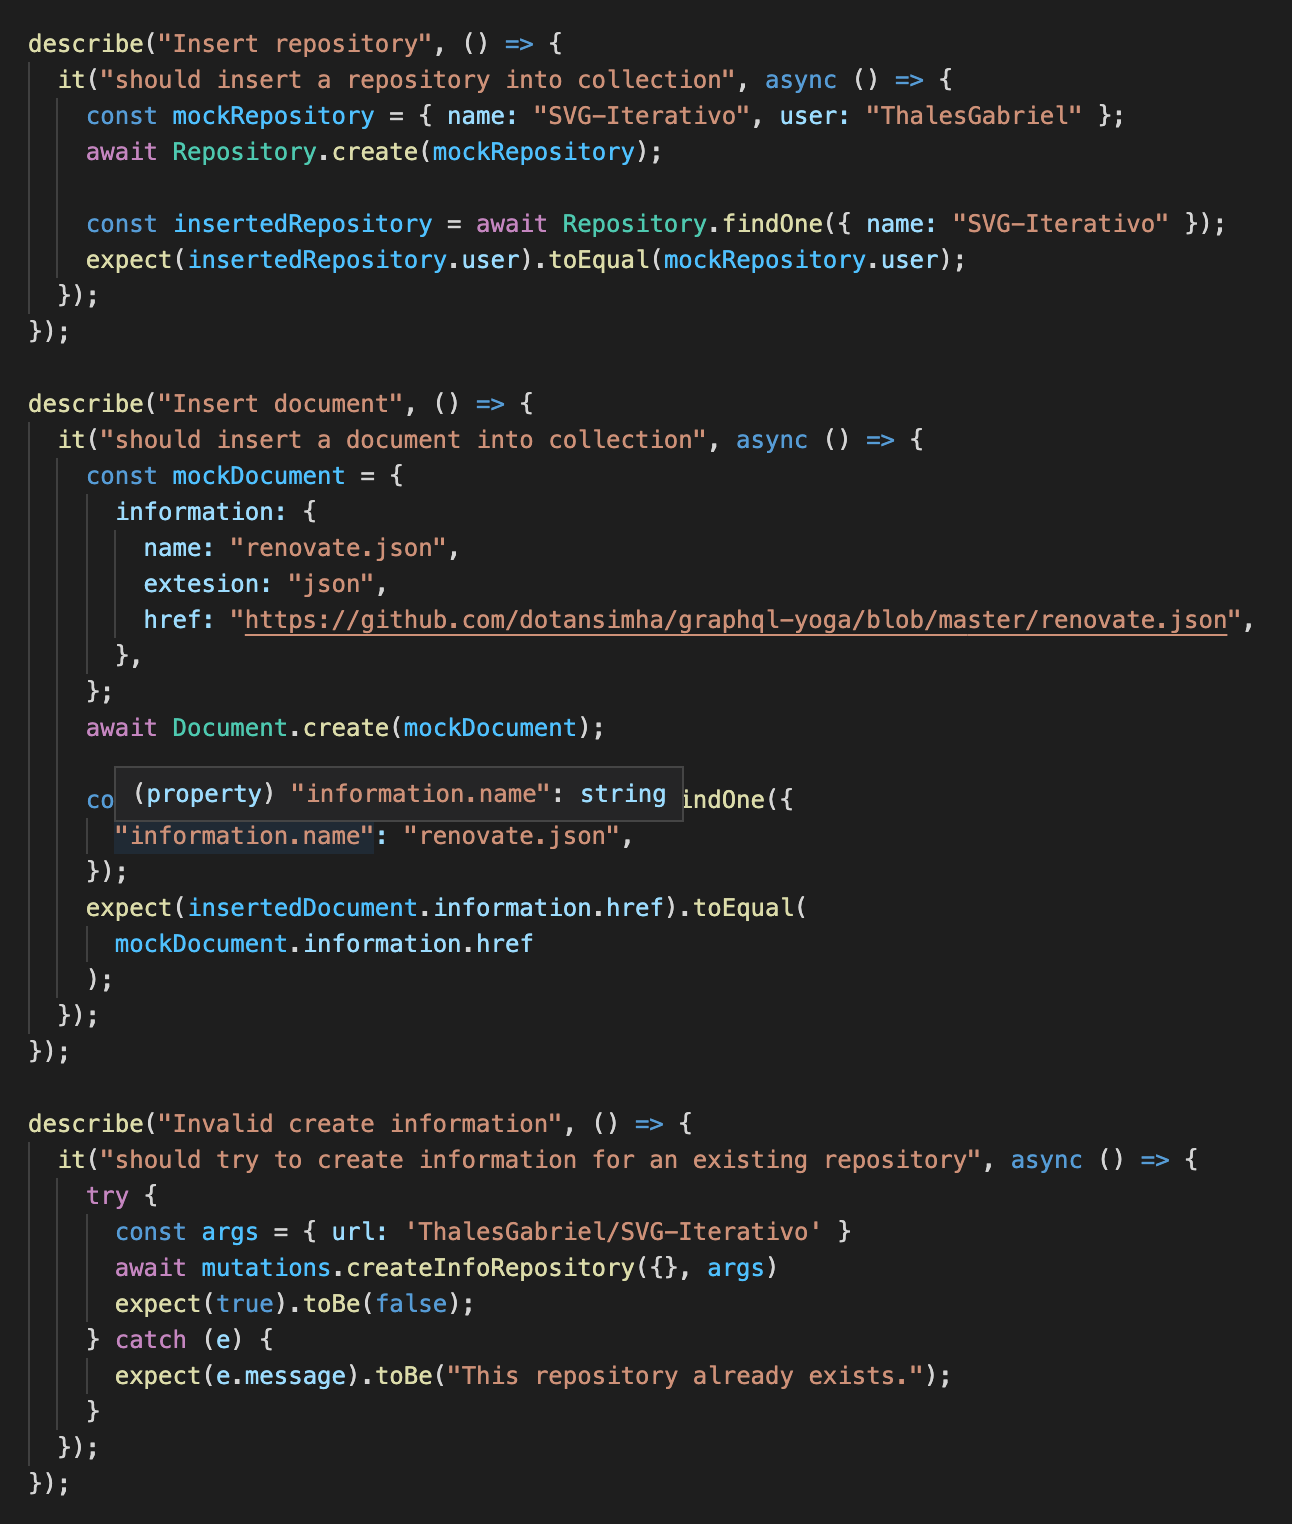 describe("Insert repository", () => {
it("should insert a repository into collection", async () => {
const mockRepository = { name: "SVG-Iterativo", user: "ThalesGabriel" };
await Repository.create(mockRepository);
const insertedRepository = await Repository.findOne({ name: "SVG-Iterativo" });
expect(insertedRepository.user).toEqual(mockRepository.user);
});
});
describe("Insert document", () => {
it("should insert a document into collection", async () => {
const mockDocument = {
information: {
name: "renovate.json",
extesion: "json",
href: "https://github.com/dotansimha/graphql-yoga/blob/master/renovate.json",
},
};
await Document.create(mockDocument);
co (property) "information.name": string indOne({
"information.name": "renovate.json",
});
expect(insertedDocument.information.href).toEqual(
mockDocument.information.href
);
});
});
describe("Invalid create information", () => {
it("should try to create information for an existing repository", async () => {
try {
const args = { url: 'ThalesGabriel/SVG-Iterativo' }
await mutations.createInfoRepository({}, args)
expect(true).toBe(false);
} catch (e) {
expect(e.message).toBe("This repository already exists.");
}
});
});